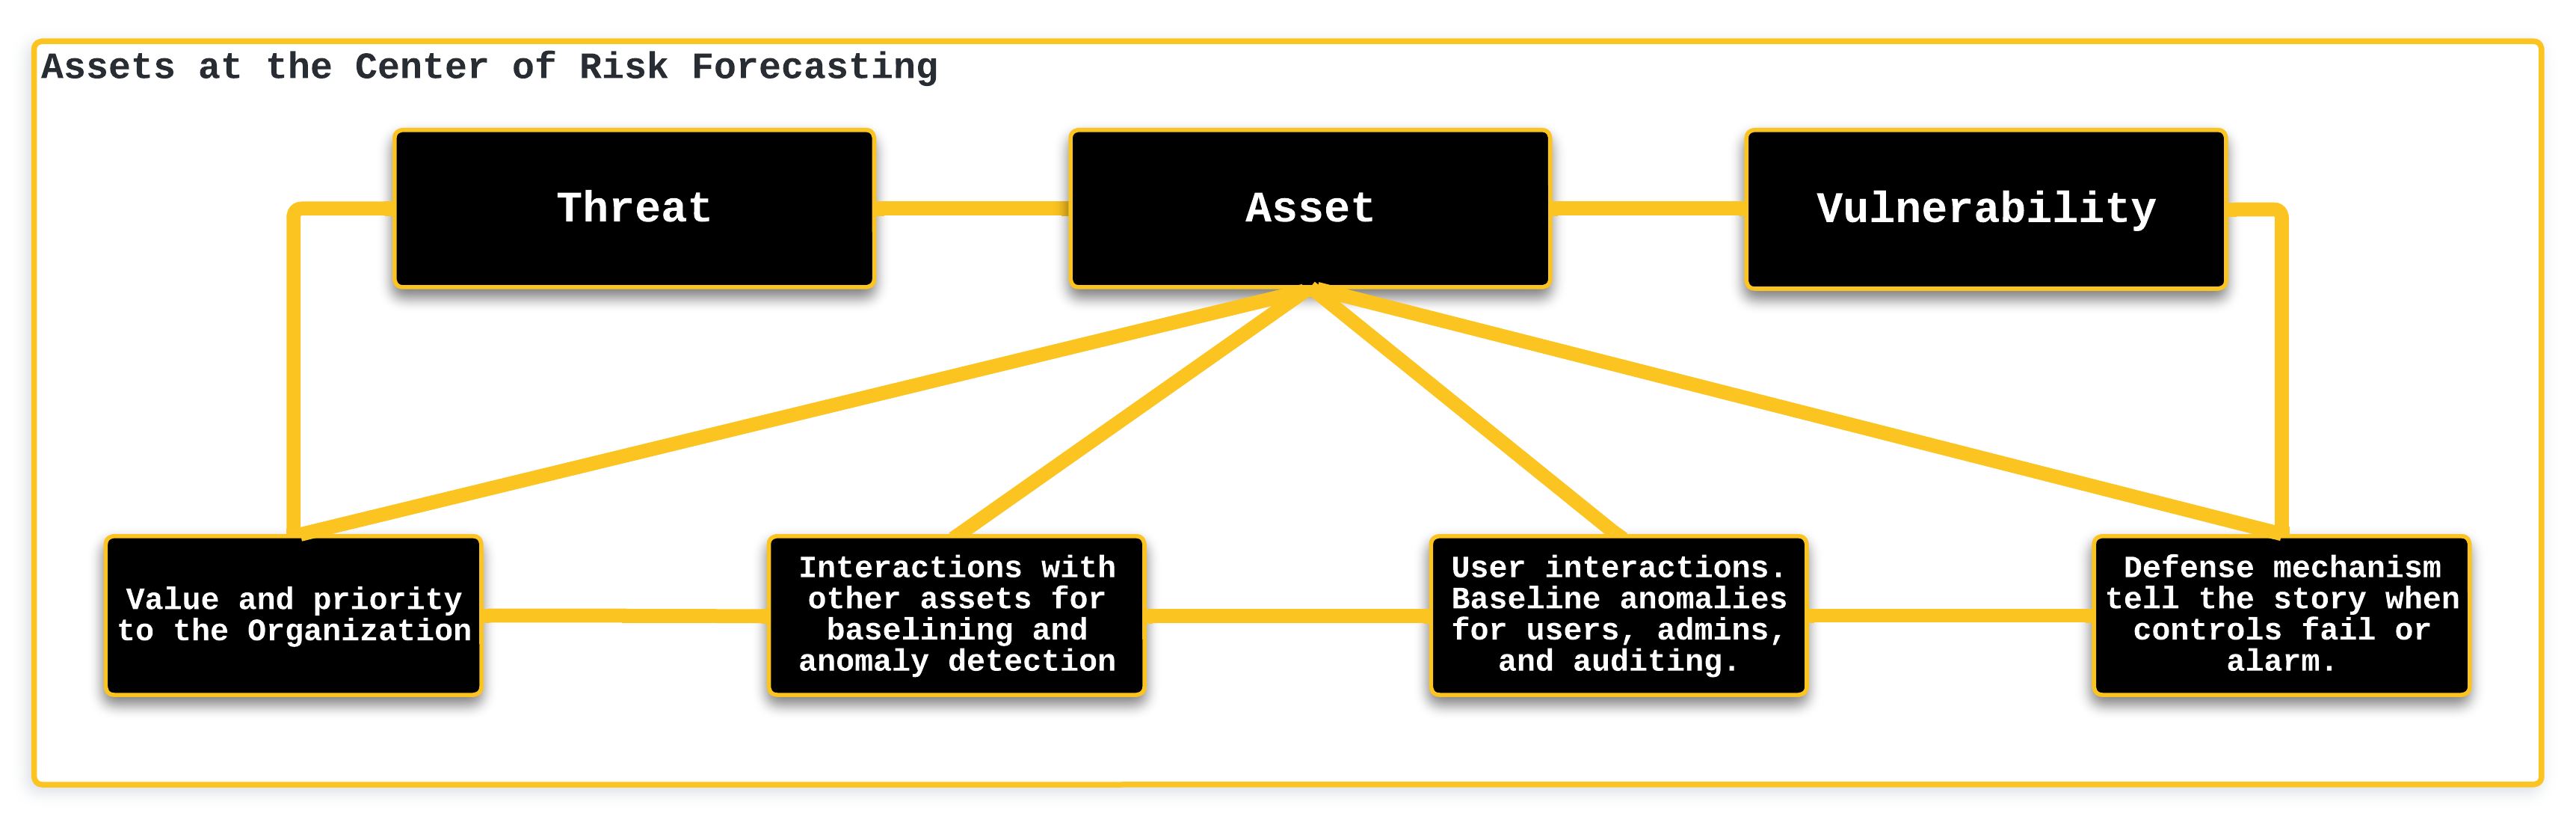 Assets at the Center of Risk Forecasting
Threat
Asset
Vulnerability
Value and priority
to the Organization
Interactions with
other assets for
baselining and
anomaly detection
User interactions.
Baseline anomalies
for users, admins,
and auditing.
Defense mechanism
tell the story when
controls fail or
alarm.